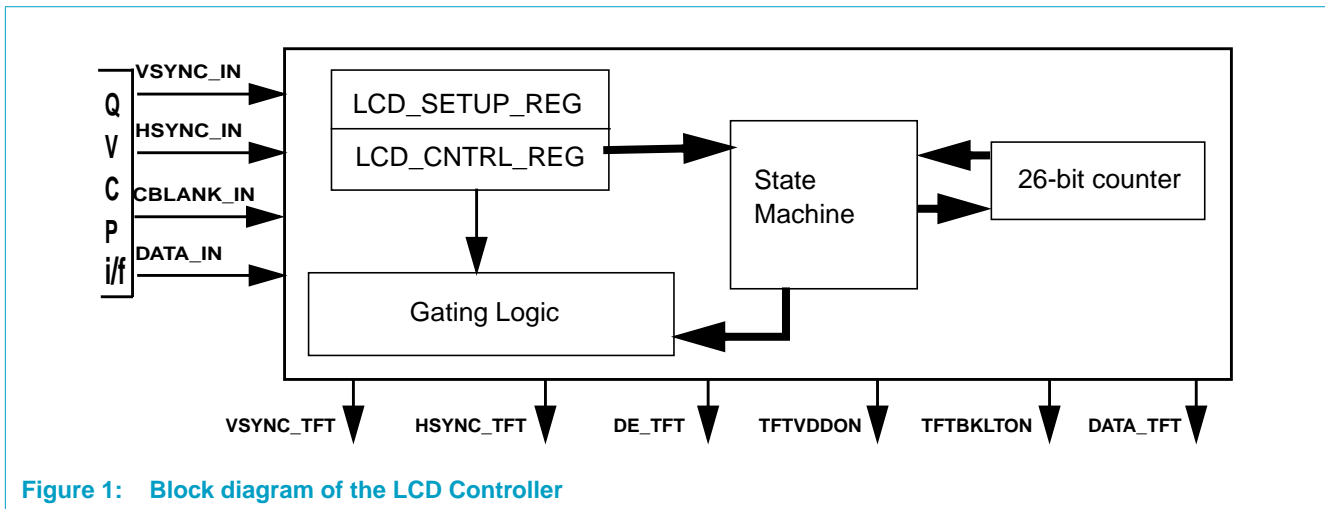 VSYNC_IN
HSYNC_IN
CBLANK_IN
DATA_IN
Q
V
C
P
i/f
LCD_SETUP_REG
LCD_CNTRL_REG
State
Machine
26-bit counter
Gating Logic
VSYNC_TFT
HSYNC_TFT
DE_TFT
TFTVDDON
TFTBKLTON
DATA_TFT
Figure 1: Block diagram of the LCD Controller